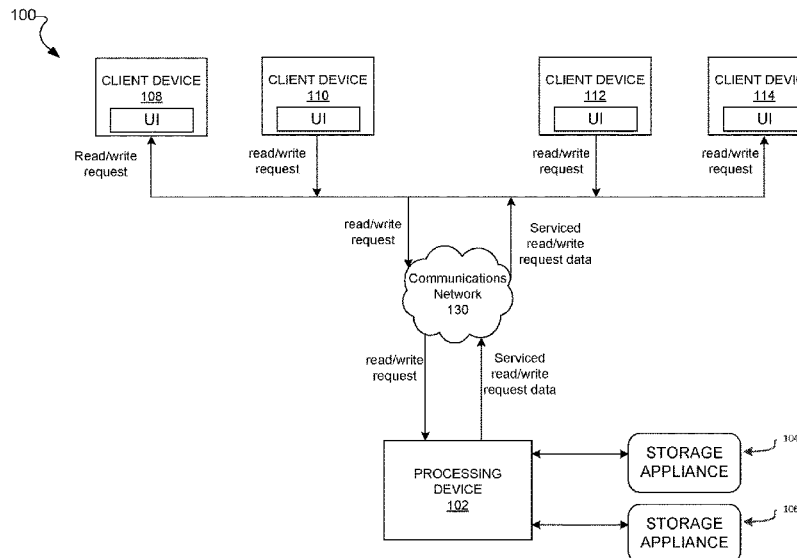 100
CLIENT DEVICE
108
UI
CLIENT DEVICE
110
UI
CLIENT DEVICE
112
UI
CLIENT DEVIC
114
UI
Read/write
request
read/write
request
read/write
request
read/write
request
read/write
request
Serviced
read/write
request data
Communications
Network
130
read/write
request
Serviced
read/write
request data
PROCESSING
DEVICE
102
STORAGE
APPLIANCE
104
STORAGE
APPLIANCE
106